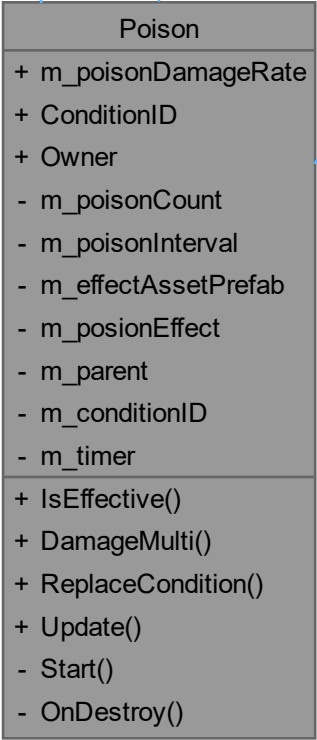 Poison
+ m_poisonDamageRate
+ ConditionID
+ Owner
- m_poisonCount
- m_poisonInterval
- m_effectAssetPrefab
- m_posionEffect
- m_parent
- m_conditionID
- m_timer
+ IsEffective()
+ DamageMulti()
+ ReplaceCondition()
+ Update()
- Start()
- OnDestroy()